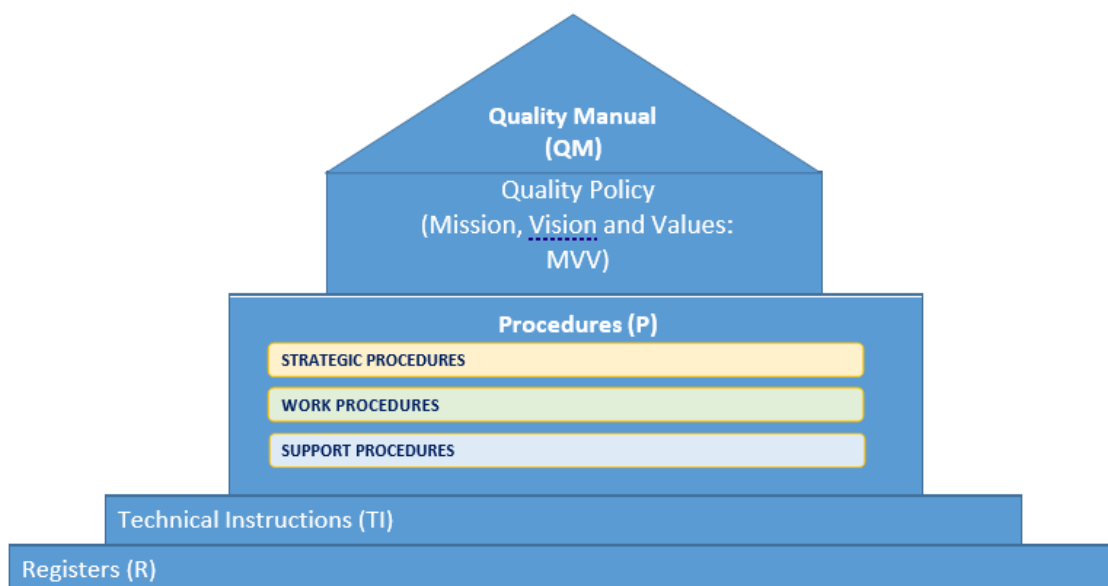 Quality Manual
(QM)
Quality Policy
(Mission, Vision and Values:
MVV)
Procedures (P)
STRATEGIC PROCEDURES
WORK PROCEDURES
SUPPORT PROCEDURES
Technical Instructions (TI)
Registers (R)